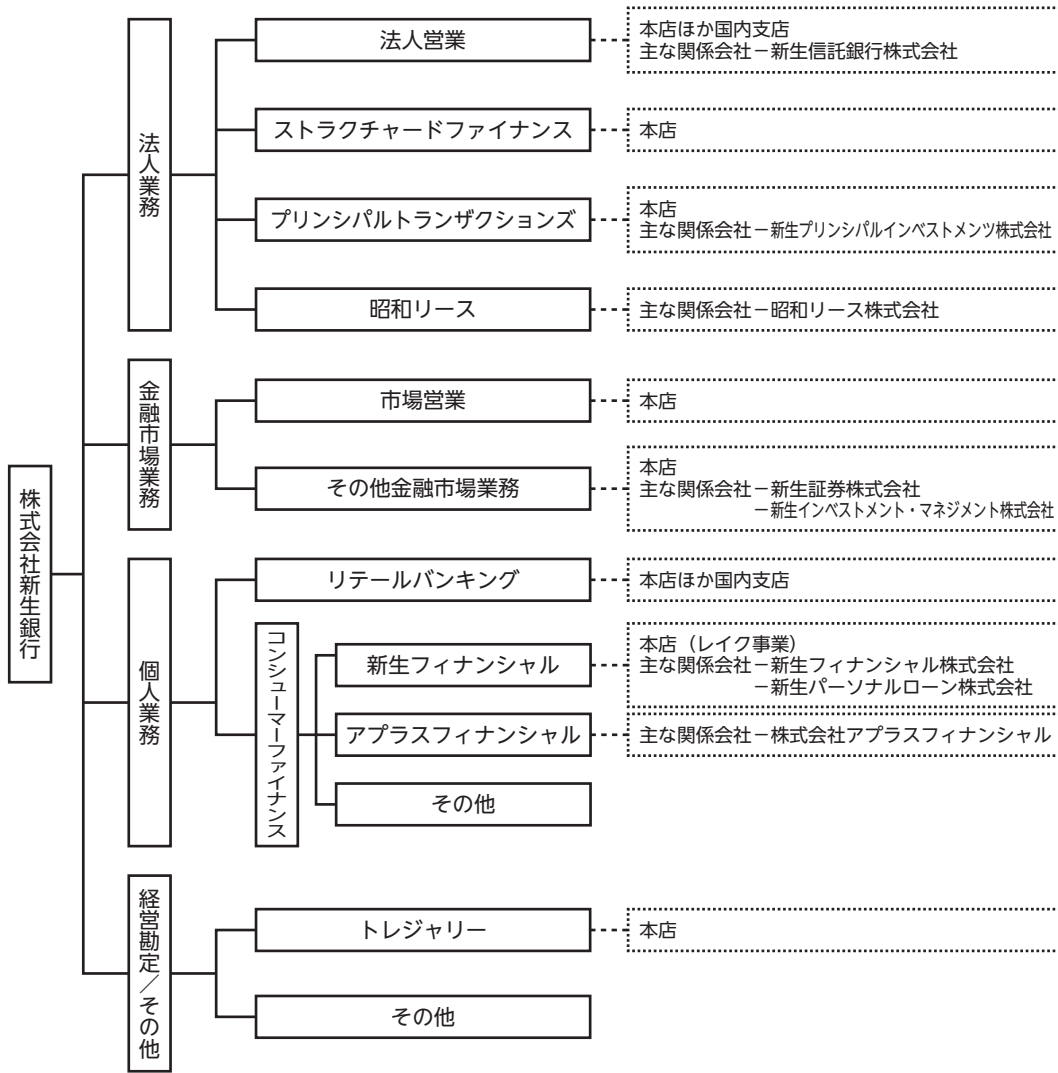 株式会社新生銀行
法人業務
法人営業
本店ほか国内支店
主な関係会社－新生信託銀行株式会社
ストラクチャードファイナンス
本店
プリンシパルトランザクションズ
本店
主な関係会社－新生プリンシパルインベストメンツ株式会社
昭和リース
主な関係会社－昭和リース株式会社
金融市場業務
市場営業
本店
その他金融市場業務
本店
主な関係会社－新生証券株式会社
－新生インベストメント・マネジメント株式会社
個人業務
リテールバンキング
本店ほか国内支店
コンシューマーファイナンス
新生フィナンシャル
本店（レイク事業）
主な関係会社－新生フィナンシャル株式会社
－新生パーソナルローン株式会社
アプラスフィナンシャル
主な関係会社－株式会社アプラスフィナンシャル
その他
経営勘定／その他
トレジャリー
本店
その他